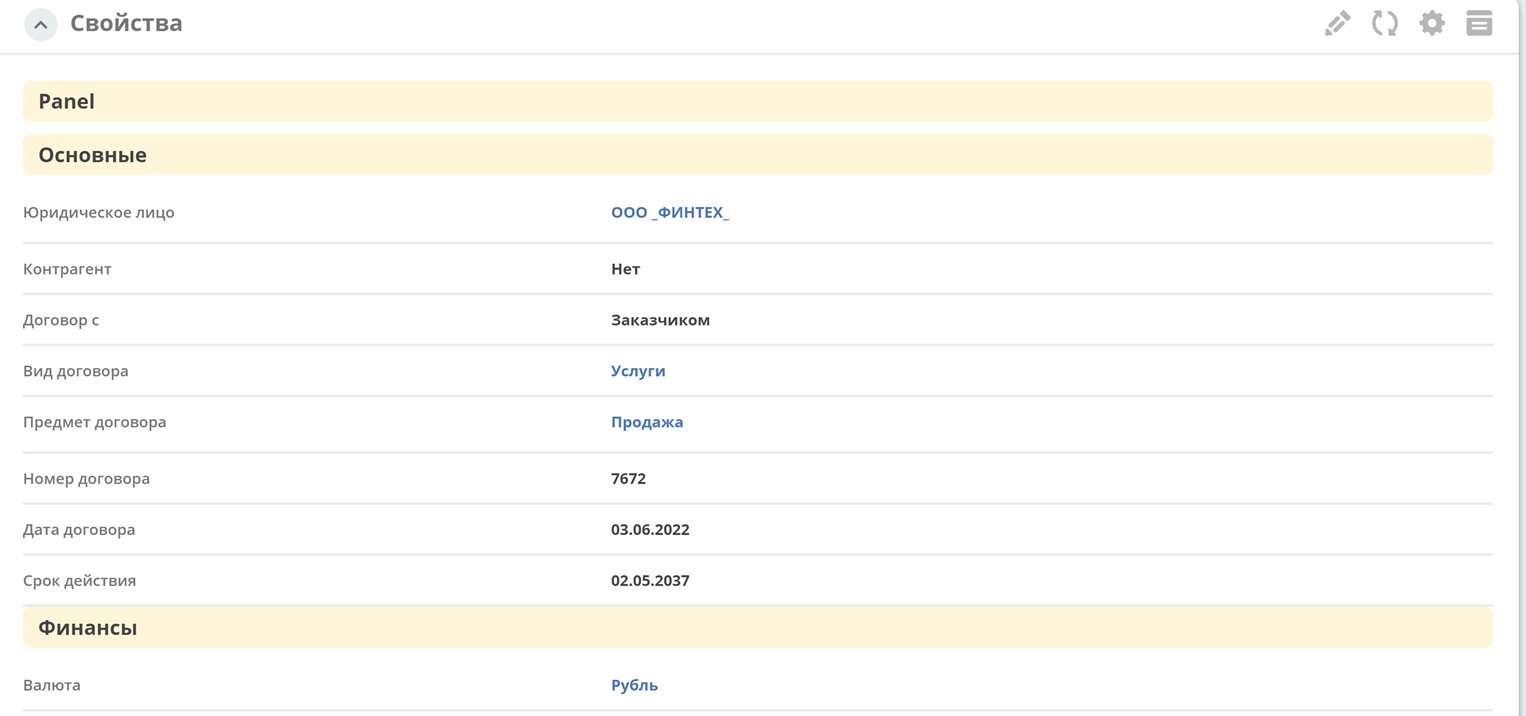 Свойства
Panel
Основные
Юридическое лицо ООО _ФИНТЕХ_
Контрагент Нет
Договор с Заказчиком
Вид договора Услуги
Предмет договора Продажа
Номер договора 7672
Дата договора 03.06.2022
Срок действия 02.05.2037
Финансы
Валюта Рубль